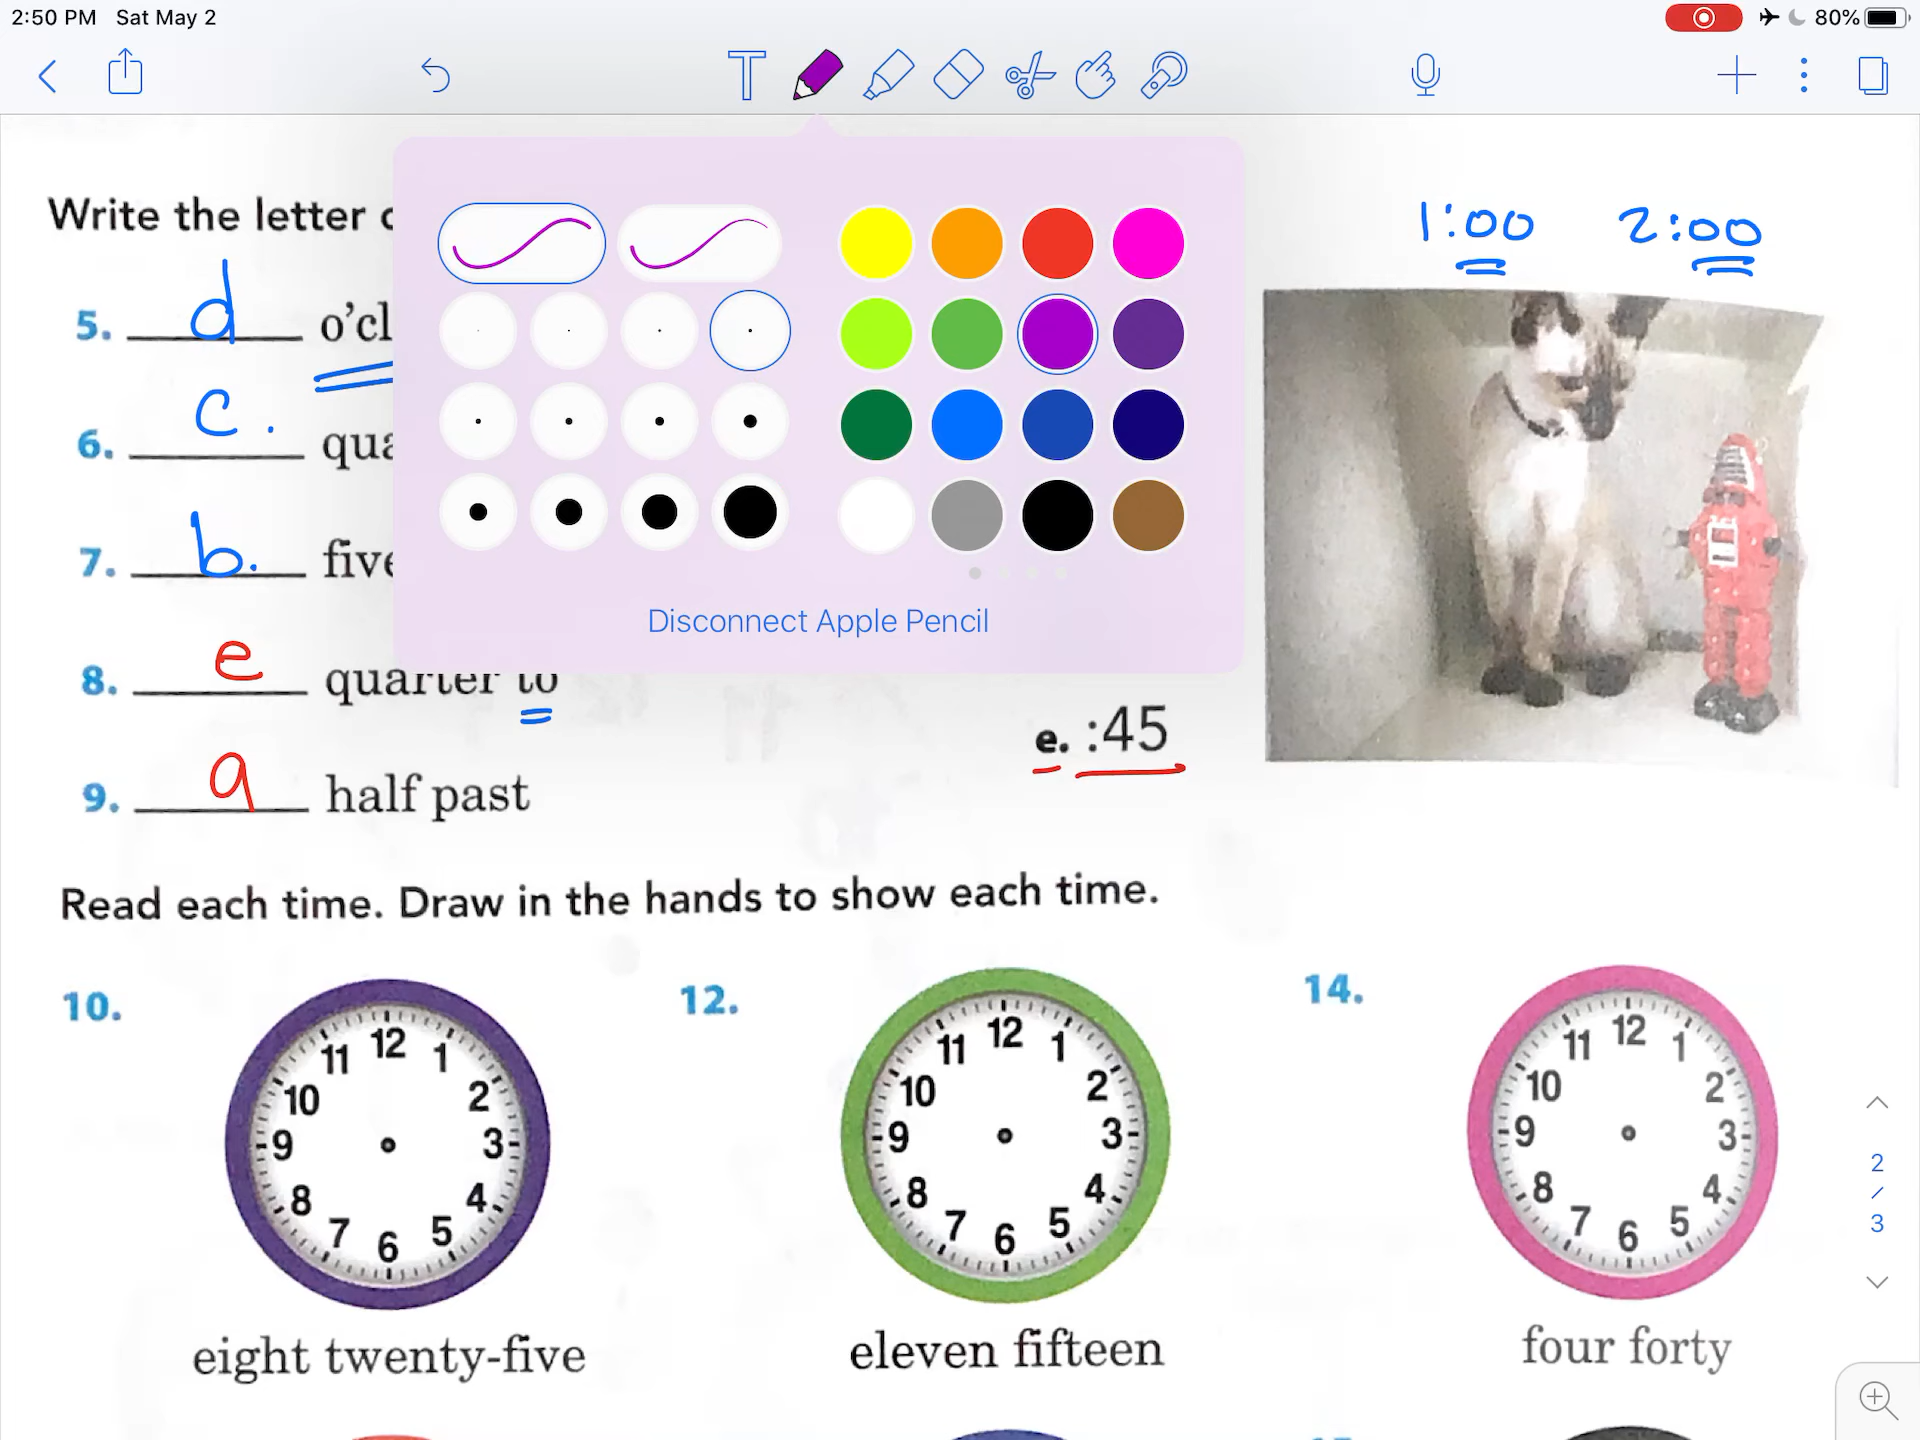 2:50 PM Sat May 2
80%
T
Write the letter
1:00 2:00
5. d o'cl
6. c. qua
7. b. five
Disconnect Apple Pencil
8. e quarter to
e. :45
9. a half past
Read each time. Draw in the hands to show each time.
10. 12. 14.
12 1 2 3 4 5 6 7 8 9 10 11
12 1 2 3 4 5 6 7 8 9 10 11
12 1 2 3 4 5 6 7 8 9 10 11
2
/
3
eight twenty-five
eleven fifteen
four forty